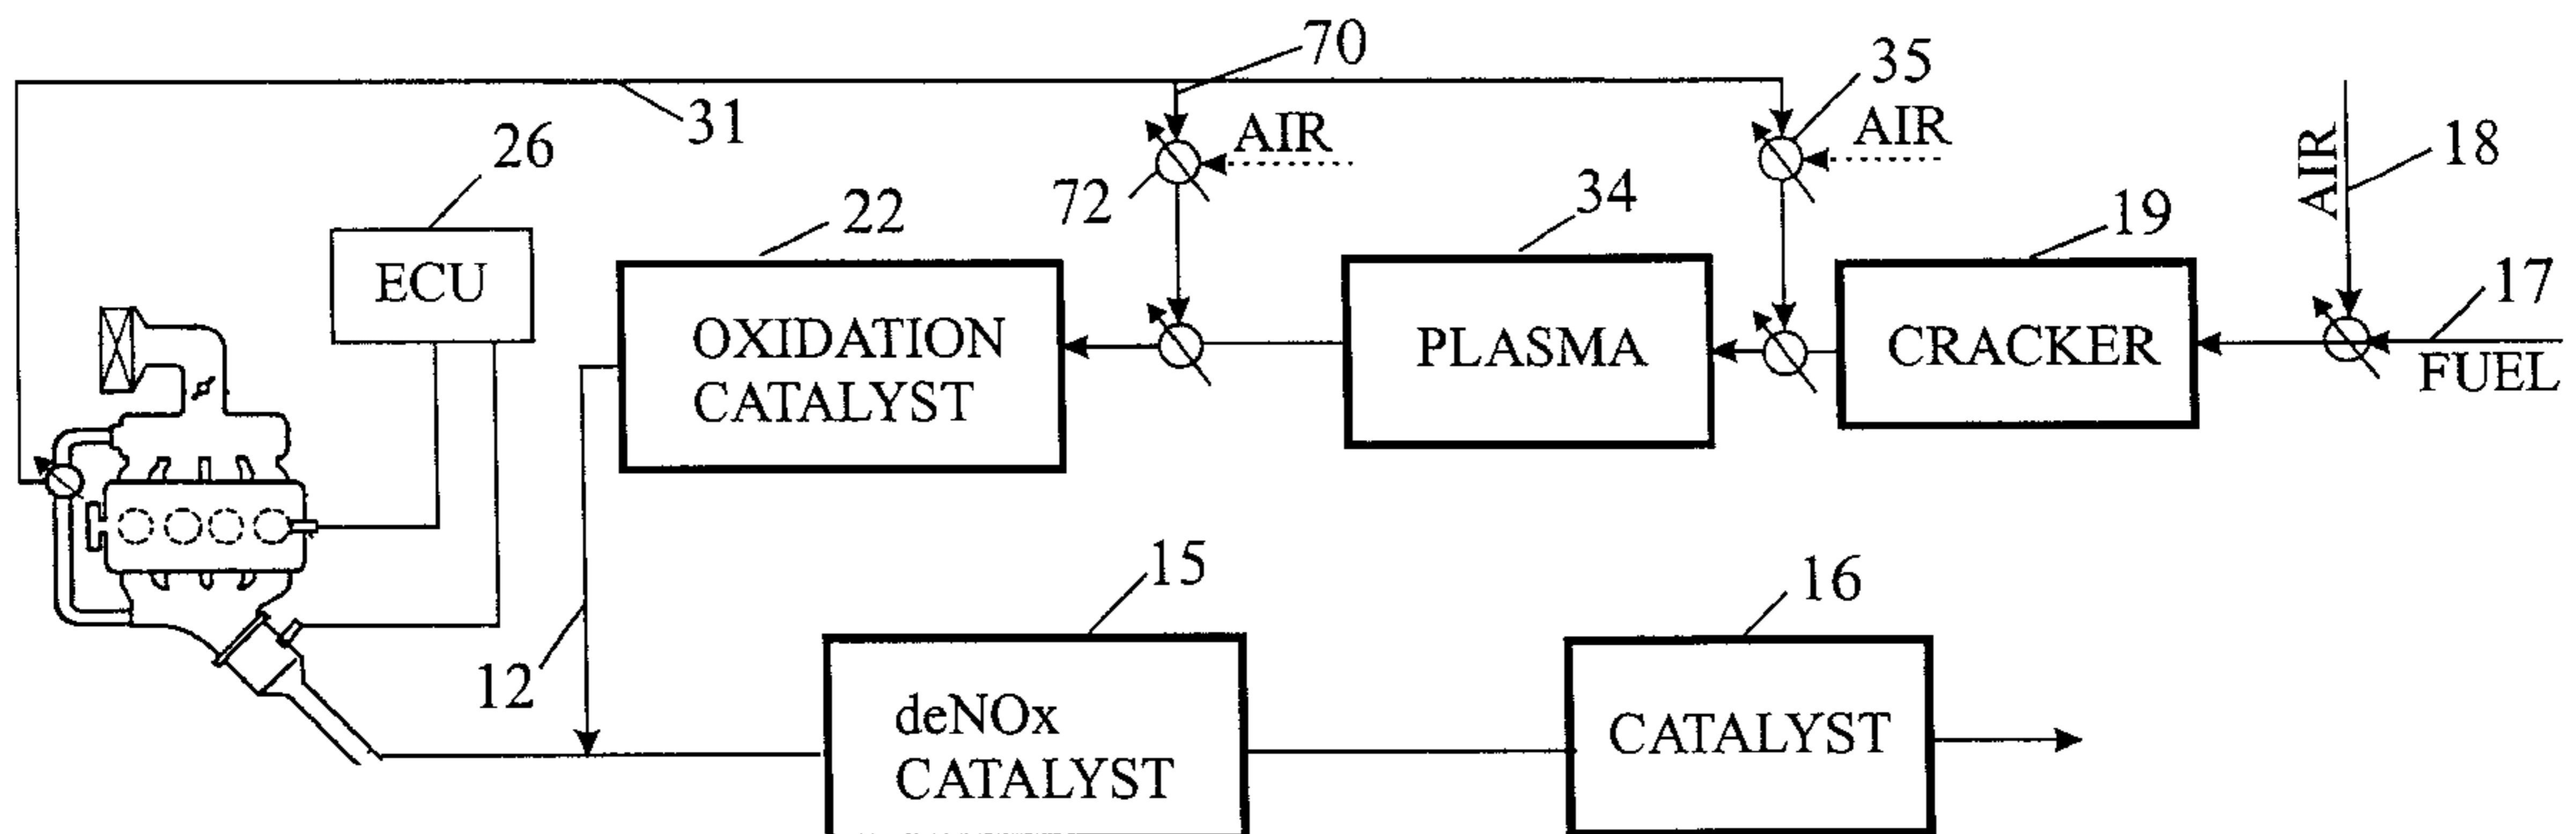 70
35
31
AIR
AIR
26
72
AIR
18
22
34
19
ECU
OXIDATION
CATALYST
PLASMA
CRACKER
17
FUEL
12
15
16
deNOx
CATALYST
CATALYST